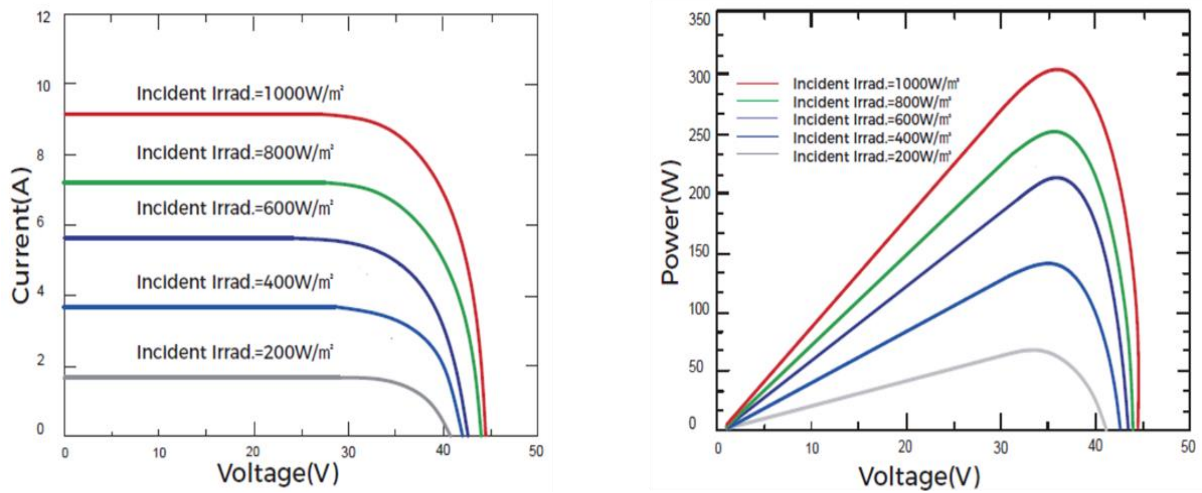 12
10
8
6
4
2
0
Current(A)
Incident Irrad.=1000W/m²
Incident Irrad.=800W/m²
Incident Irrad.=600W/m²
Incident Irrad.=400W/m²
Incident Irrad.=200W/m²
0 10 20 30 40 50
Voltage(V)
350
300
250
200
150
100
50
0
Power(W)
Incident Irrad.=1000W/m²
Incident Irrad.=800W/m²
Incident Irrad.=600W/m²
Incident Irrad.=400W/m²
Incident Irrad.=200W/m²
0 10 20 30 40 50
Voltage(V)